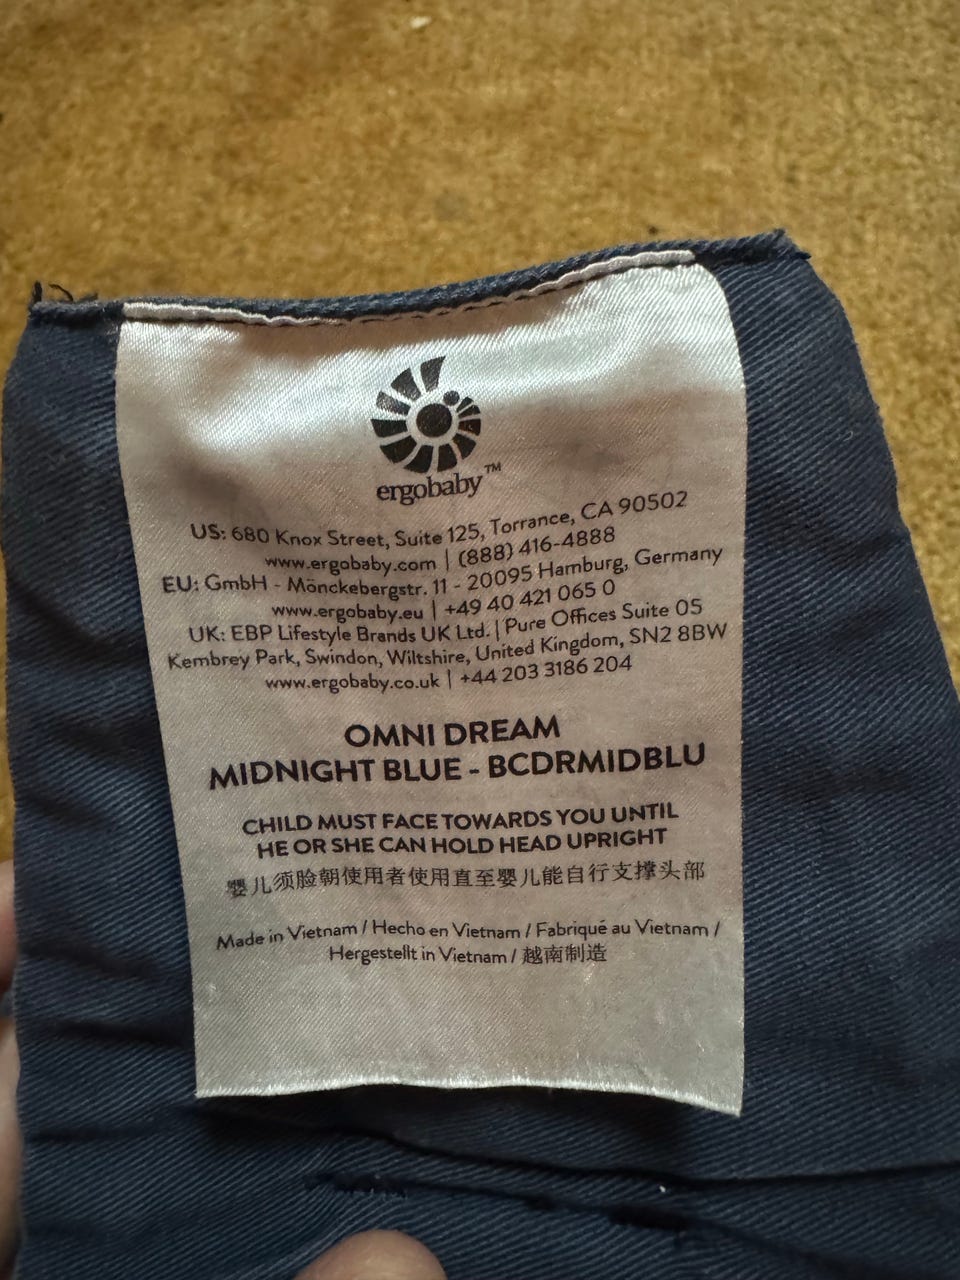 ergobaby™
US: 680 Knox Street, Suite 125, Torrance, CA 90502
www.ergobaby.com | (888) 416-4888
EU: GmbH - Mönckebergstr. 11 - 20095 Hamburg, Germany
www.ergobaby.eu | +49 40 421 065 0
UK: EBP Lifestyle Brands UK Ltd. | Pure Offices Suite 05
Kembrey Park, Swindon, Wiltshire, United Kingdom, SN2 8BW
www.ergobaby.co.uk | +44 203 3186 204
OMNI DREAM
MIDNIGHT BLUE - BCDRMIDBLU
CHILD MUST FACE TOWARDS YOU UNTIL
HE OR SHE CAN HOLD HEAD UPRIGHT
婴儿须脸朝使用者使用直至婴儿能自行支撑头部
Made in Vietnam / Hecho en Vietnam / Fabriqué au Vietnam /
Hergestellt in Vietnam / 越南制造